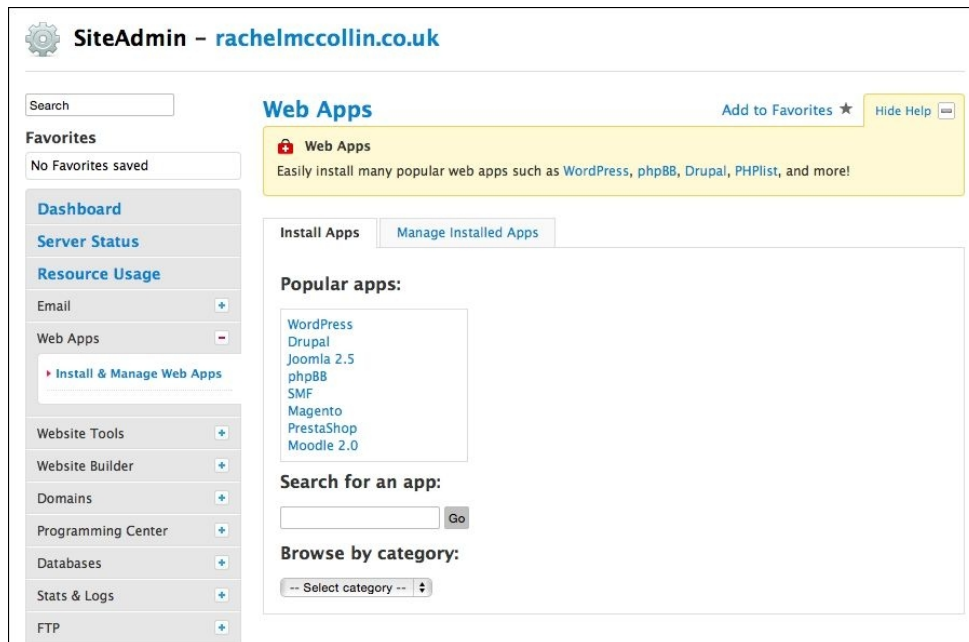 SiteAdmin – rachelmccollin.co.uk
Search
Favorites
No Favorites saved
Dashboard
Server Status
Resource Usage
Email
Web Apps
Install & Manage Web Apps
Website Tools
Website Builder
Domains
Programming Center
Databases
Stats & Logs
FTP
Web Apps
Add to Favorites ★
Hide Help
Web Apps
Easily install many popular web apps such as WordPress, phpBB, Drupal, PHPlist, and more!
Install Apps
Manage Installed Apps
Popular apps:
WordPress
Drupal
Joomla 2.5
phpBB
SMF
Magento
PrestaShop
Moodle 2.0
Search for an app:
Go
Browse by category:
-- Select category --